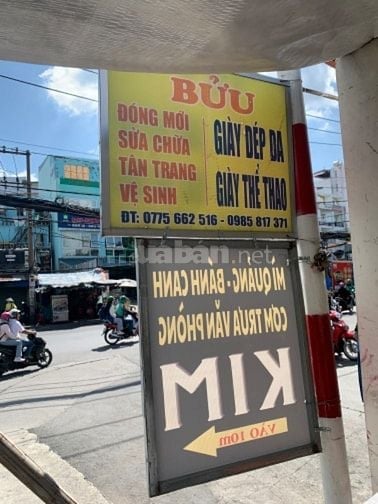 BỬU
ĐÓNG MỚI
SỬA CHỮA
TÂN TRANG
VỆ SINH
GIÀY DÉP DA
GIÀY THỂ THAO
ĐT: 0775 662 516 - 0985 817 371
muaban.net
MÌ QUẢNG - BÁNH CANH
CƠM TRƯA VĂN PHÒNG
KIM
VÀO 10m